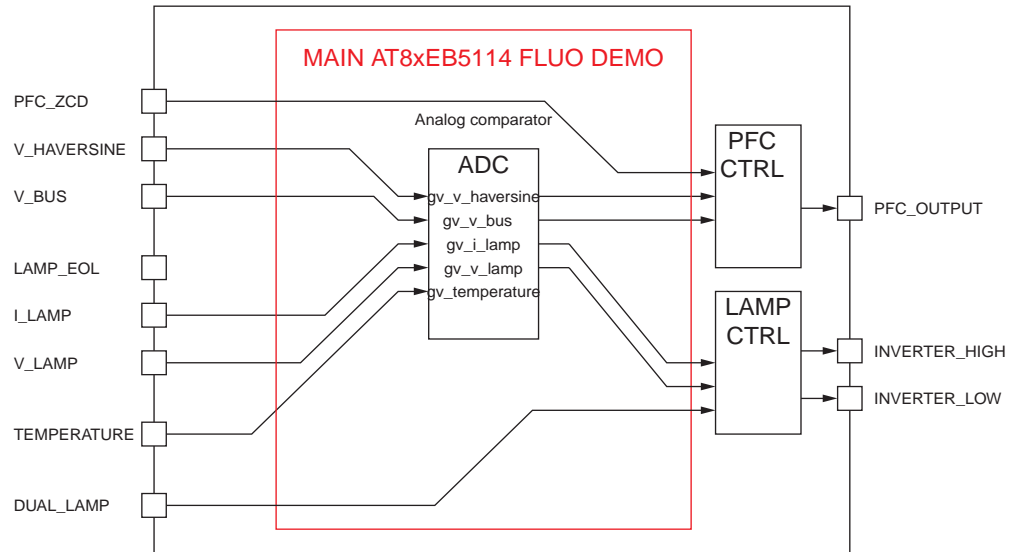 MAIN AT8xEB5114 FLUO DEMO
PFC_ZCD
V_HAVERSINE
V_BUS
LAMP_EOL
I_LAMP
V_LAMP
TEMPERATURE
DUAL_LAMP
Analog comparator
ADC
gv_v_haversine
gv_v_bus
gv_i_lamp
gv_v_lamp
gv_temperature
PFC
CTRL
LAMP
CTRL
PFC_OUTPUT
INVERTER_HIGH
INVERTER_LOW